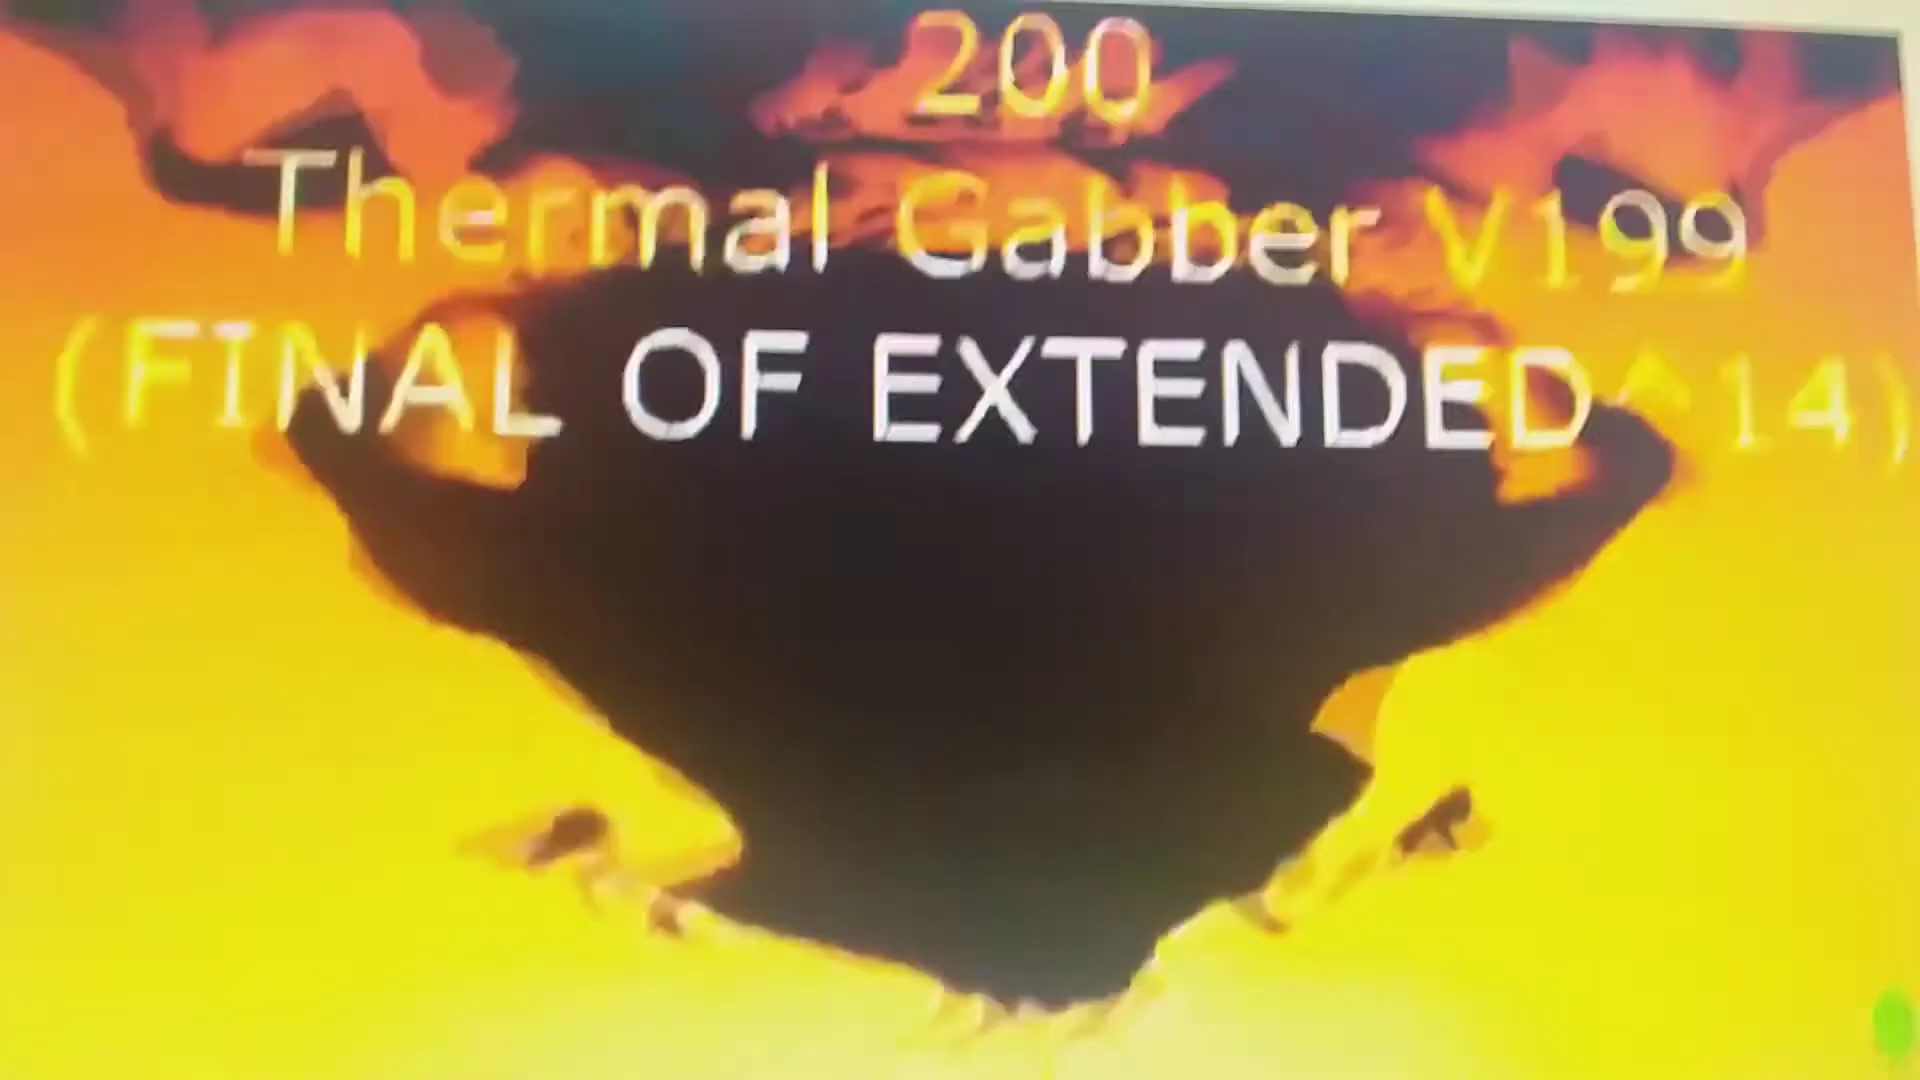 200
Thermal Gabber V199
(FINAL OF EXTENDED^14)